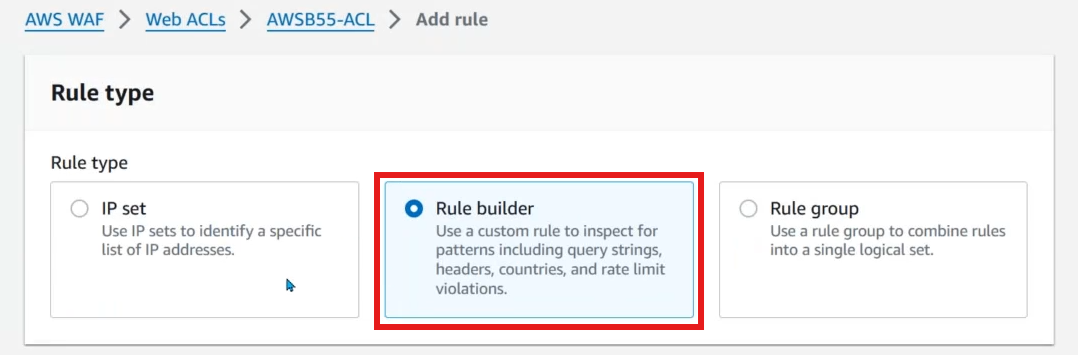 AWS WAF > Web ACLs > AWSB55-ACL > Add rule
Rule type
Rule type
IP set
Use IP sets to identify a specific
list of IP addresses.
Rule builder
Use a custom rule to inspect for
patterns including query strings,
headers, countries, and rate limit
violations.
Rule group
Use a rule group to combine rules
into a single logical set.